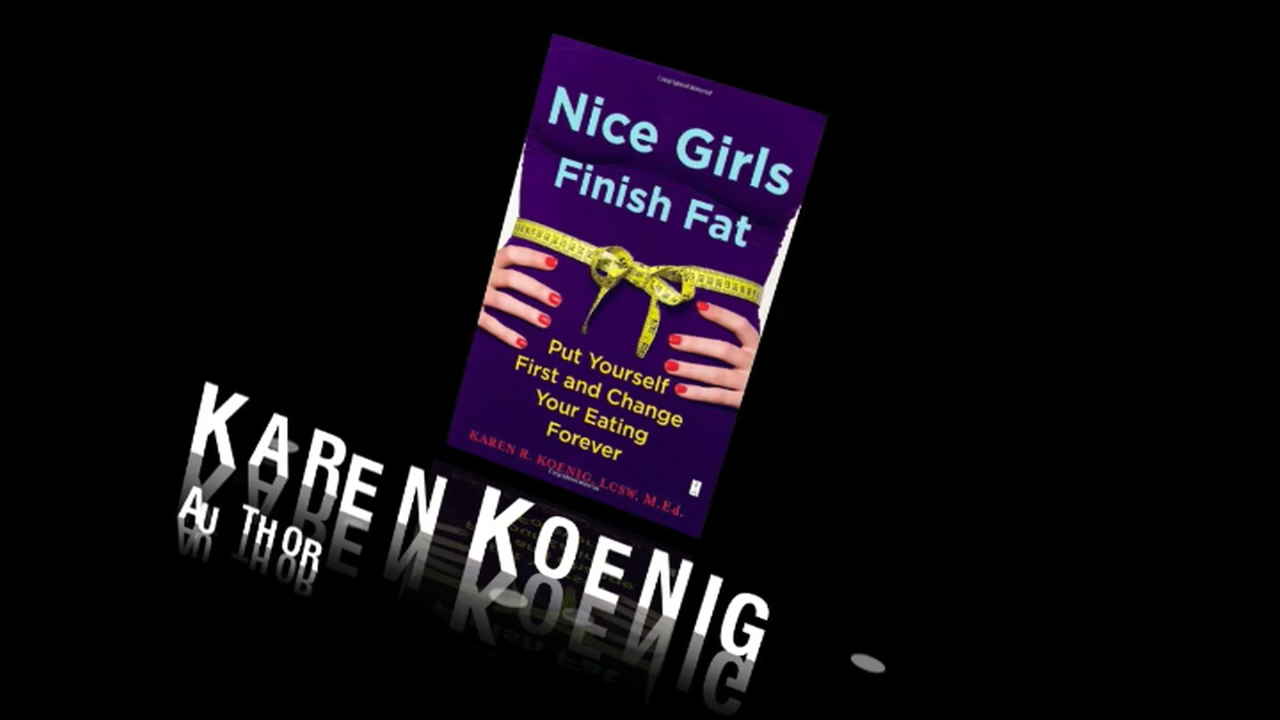 Nice Girls
Finish Fat
Put Yourself
First and Change
Your Eating
Forever
KAREN R. KOENIG, LCSW, M.Ed.
KAREN KOENIG
AUTHOR